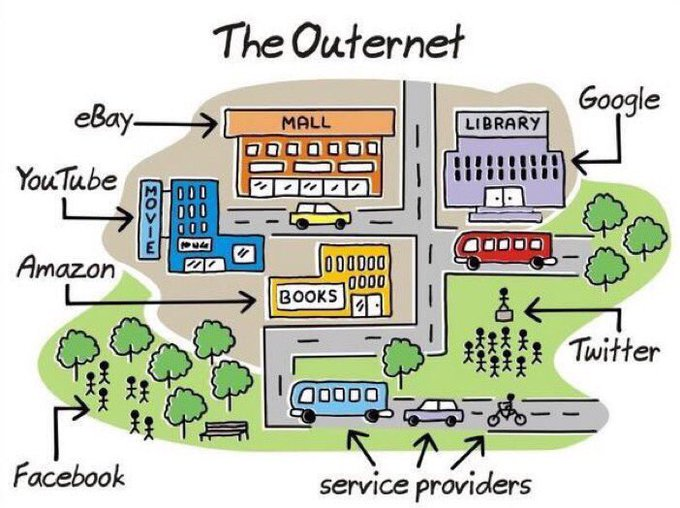 The Outernet
eBay
MALL
LIBRARY
Google
YouTube
MOVIE
Amazon
BOOKS
Twitter
Facebook
service providers